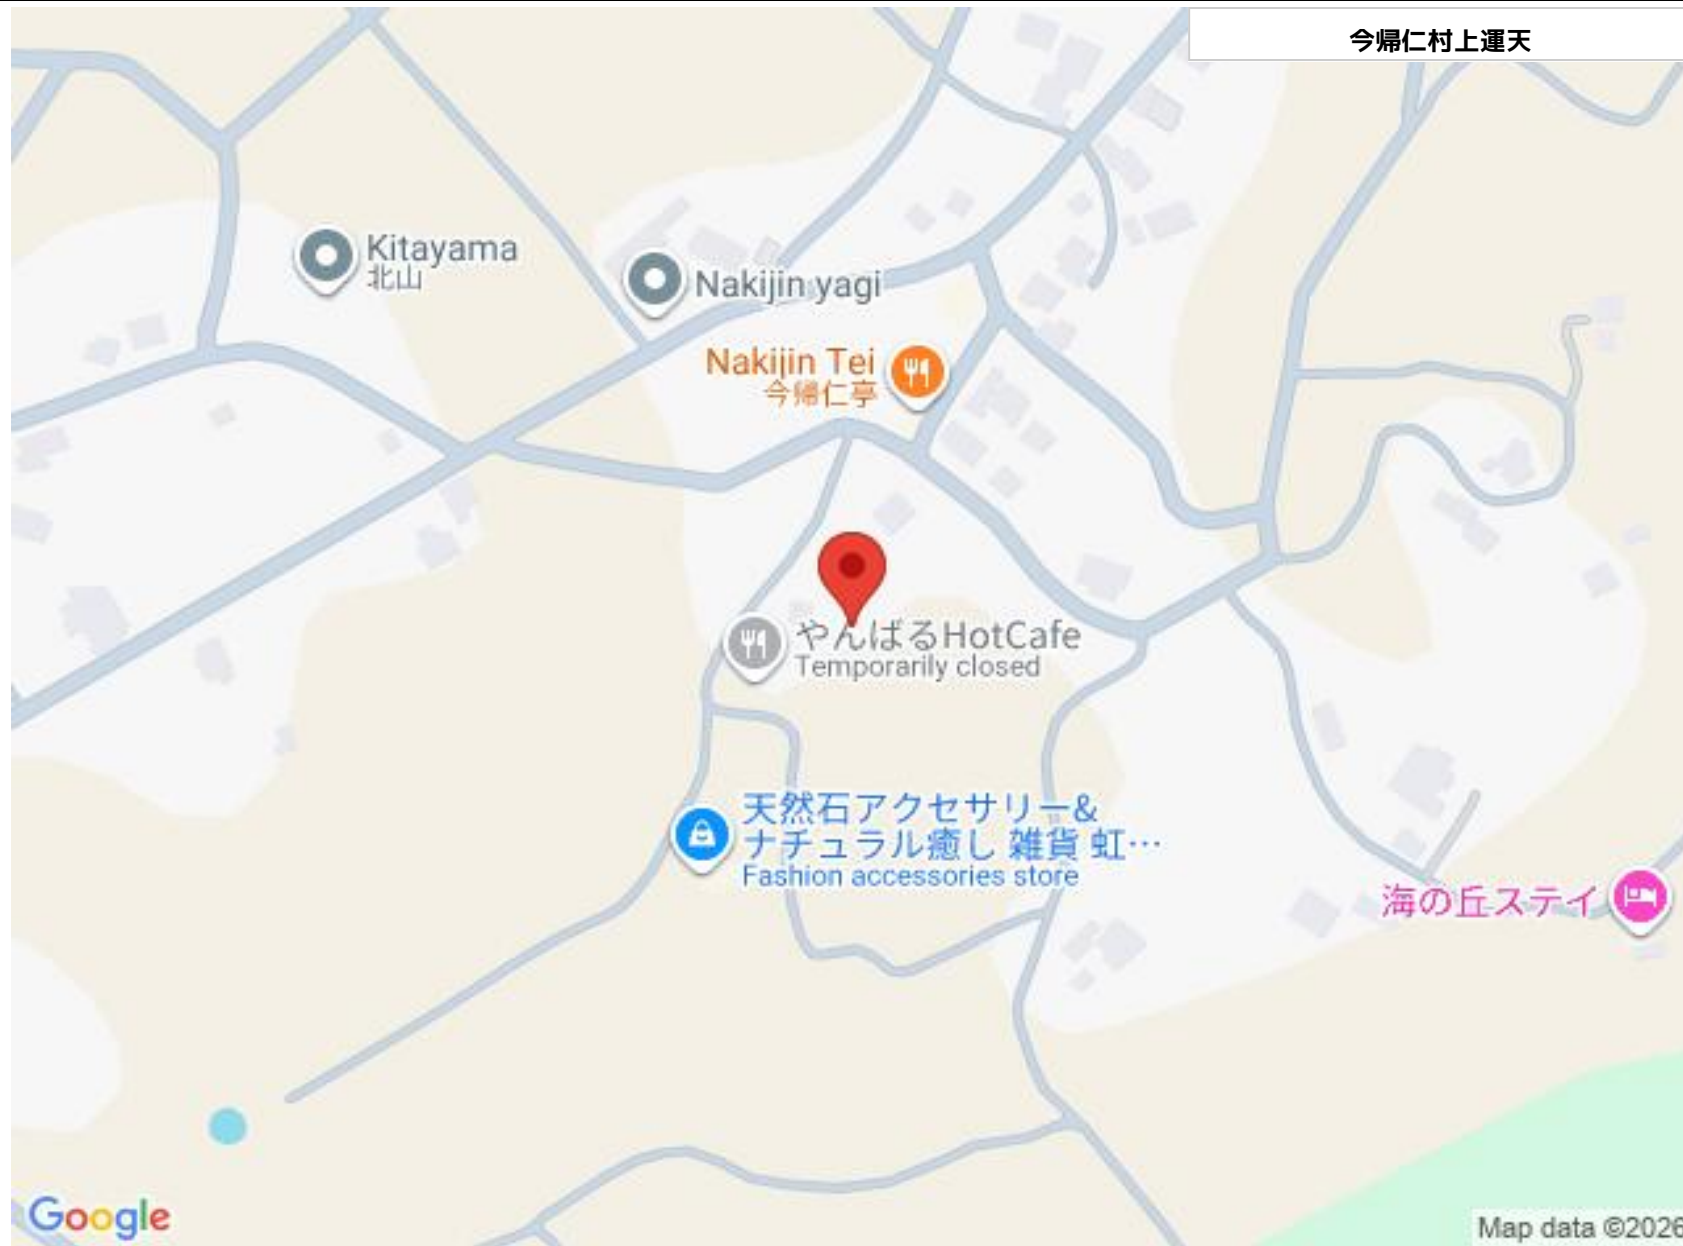 今帰仁村上運天
Kitayama
北山
Nakijin yagi
Nakijin Tei
今帰仁亭
やんばるHotCafe
Temporarily closed
天然石アクセサリー&
ナチュラル癒し 雑貨 虹…
Fashion accessories store
海の丘ステイ
Google
Map data ©2026